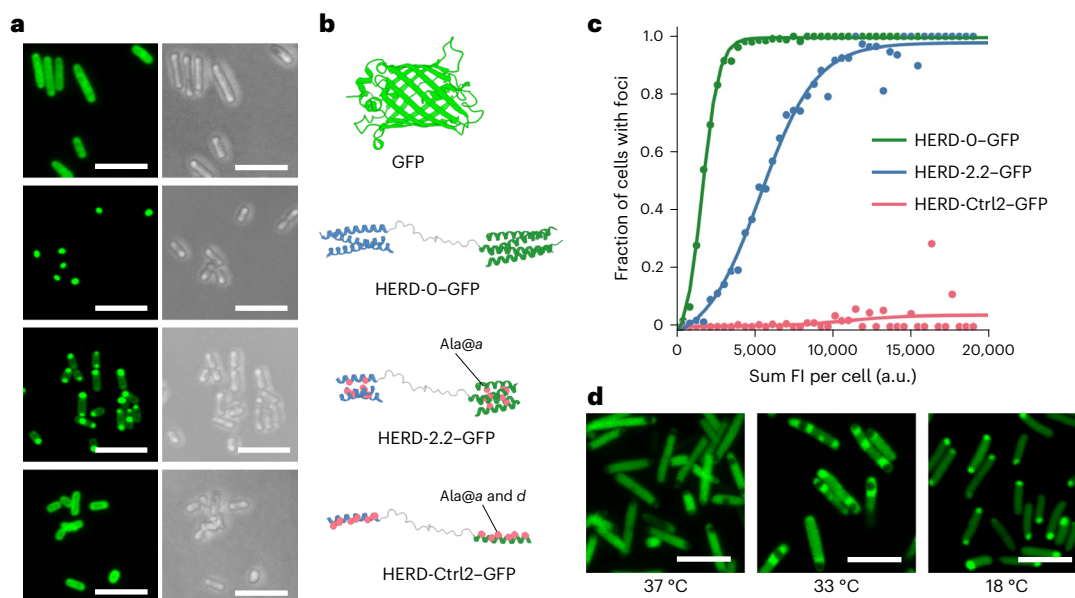 a
b
GFP
HERD-0–GFP
Ala@a
HERD-2.2–GFP
Ala@a and d
HERD-Ctrl2–GFP
c
Fraction of cells with foci
1.0
0.8
0.6
0.4
0.2
0
0
5,000
10,000
15,000
20,000
Sum FI per cell (a.u.)
HERD-0–GFP
HERD-2.2–GFP
HERD-Ctrl2–GFP
d
37 °C
33 °C
18 °C